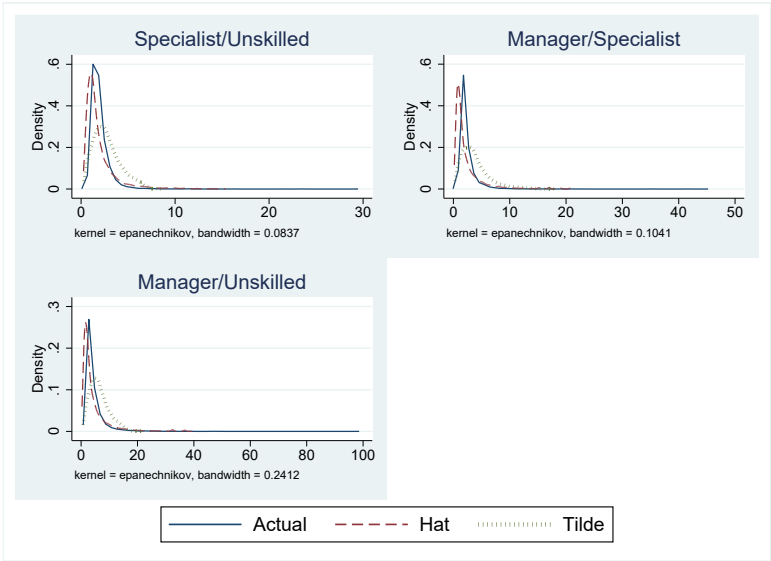 Specialist/Unskilled
Density
0 .2 .4 .6
0 10 20 30
kernel = epanechnikov, bandwidth = 0.0837
Manager/Specialist
Density
0 .2 .4 .6
0 10 20 30 40 50
kernel = epanechnikov, bandwidth = 0.1041
Manager/Unskilled
Density
0 .1 .2 .3
0 20 40 60 80 100
kernel = epanechnikov, bandwidth = 0.2412
Actual Hat Tilde